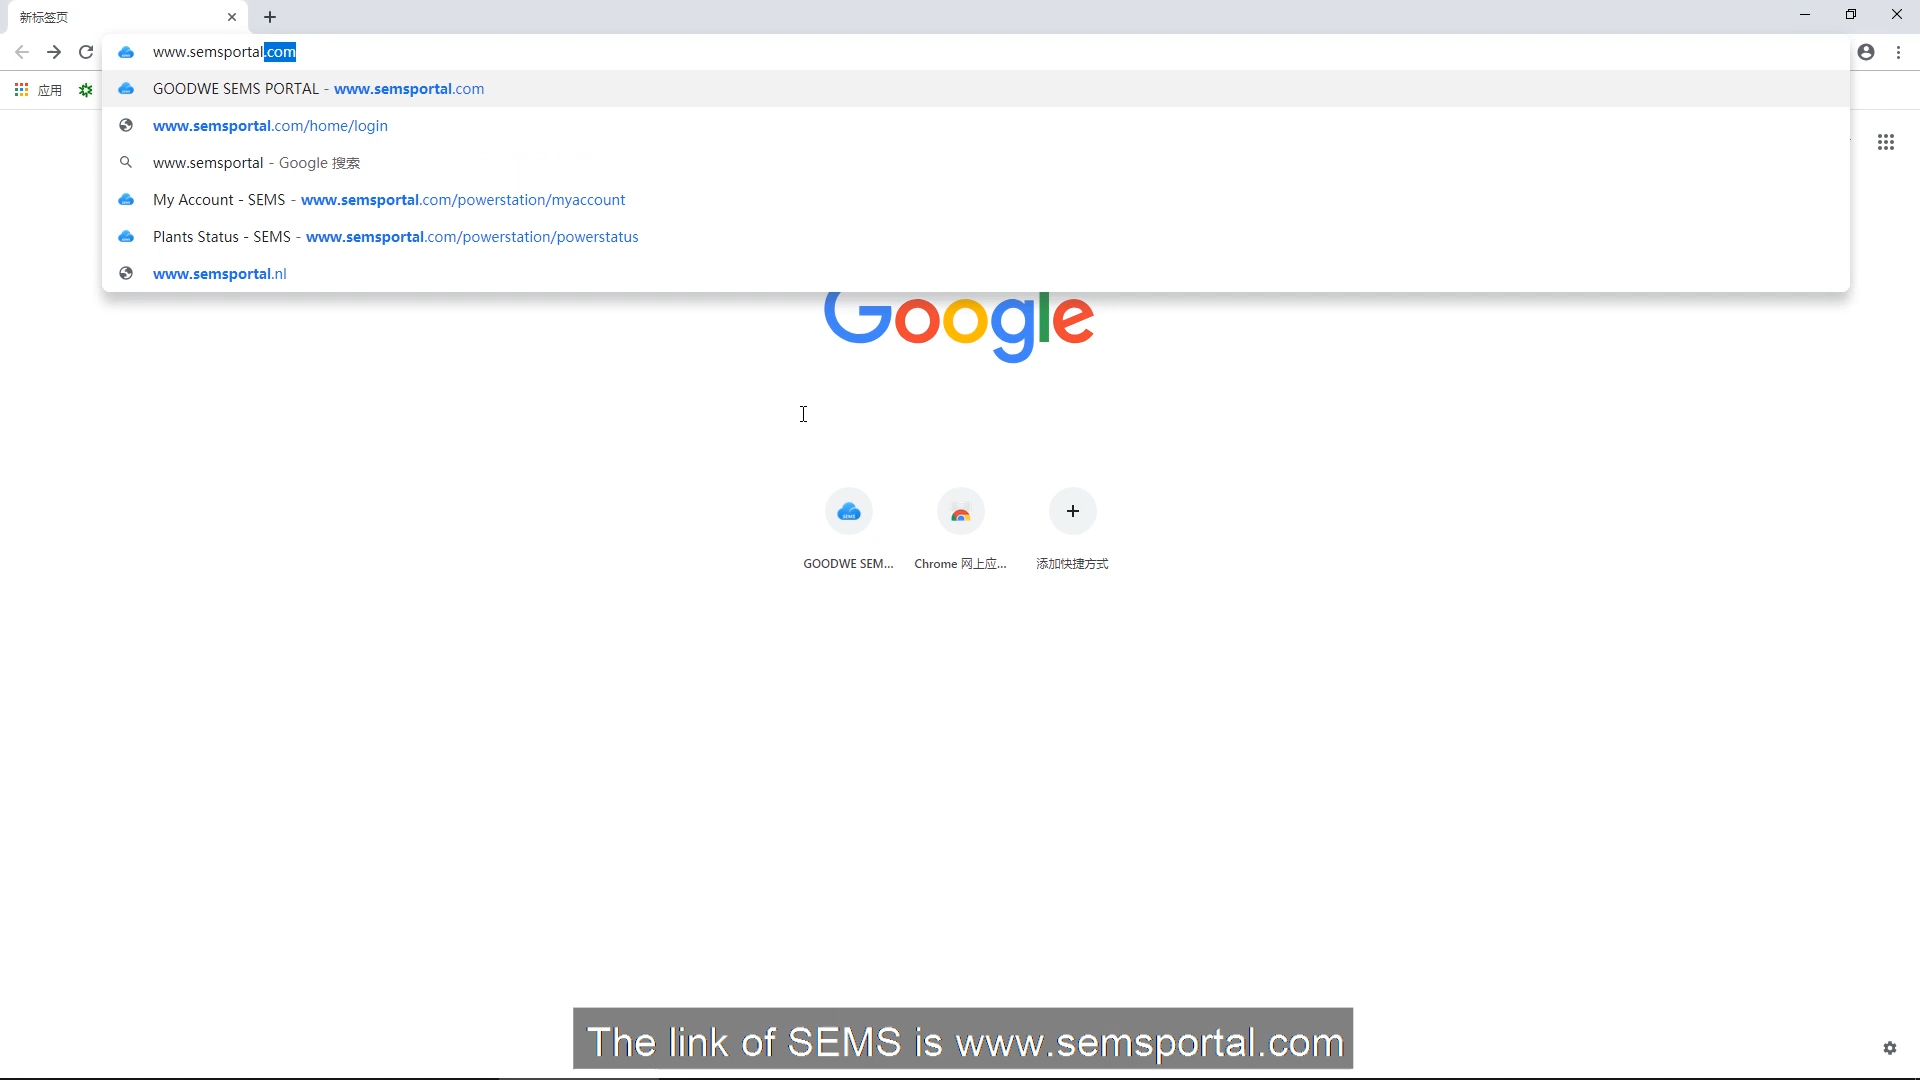 新标签页
www.semsportal.com
GOODWE SEMS PORTAL - www.semsportal.com
应用
www.semsportal.com/home/login
www.semsportal - Google 搜索
My Account - SEMS - www.semsportal.com/powerstation/myaccount
Plants Status - SEMS - www.semsportal.com/powerstation/powerstatus
www.semsportal.nl
Google
SEMS
GOODWE SEM...
Chrome 网上应...
添加快捷方式
The link of SEMS is www.semsportal.com